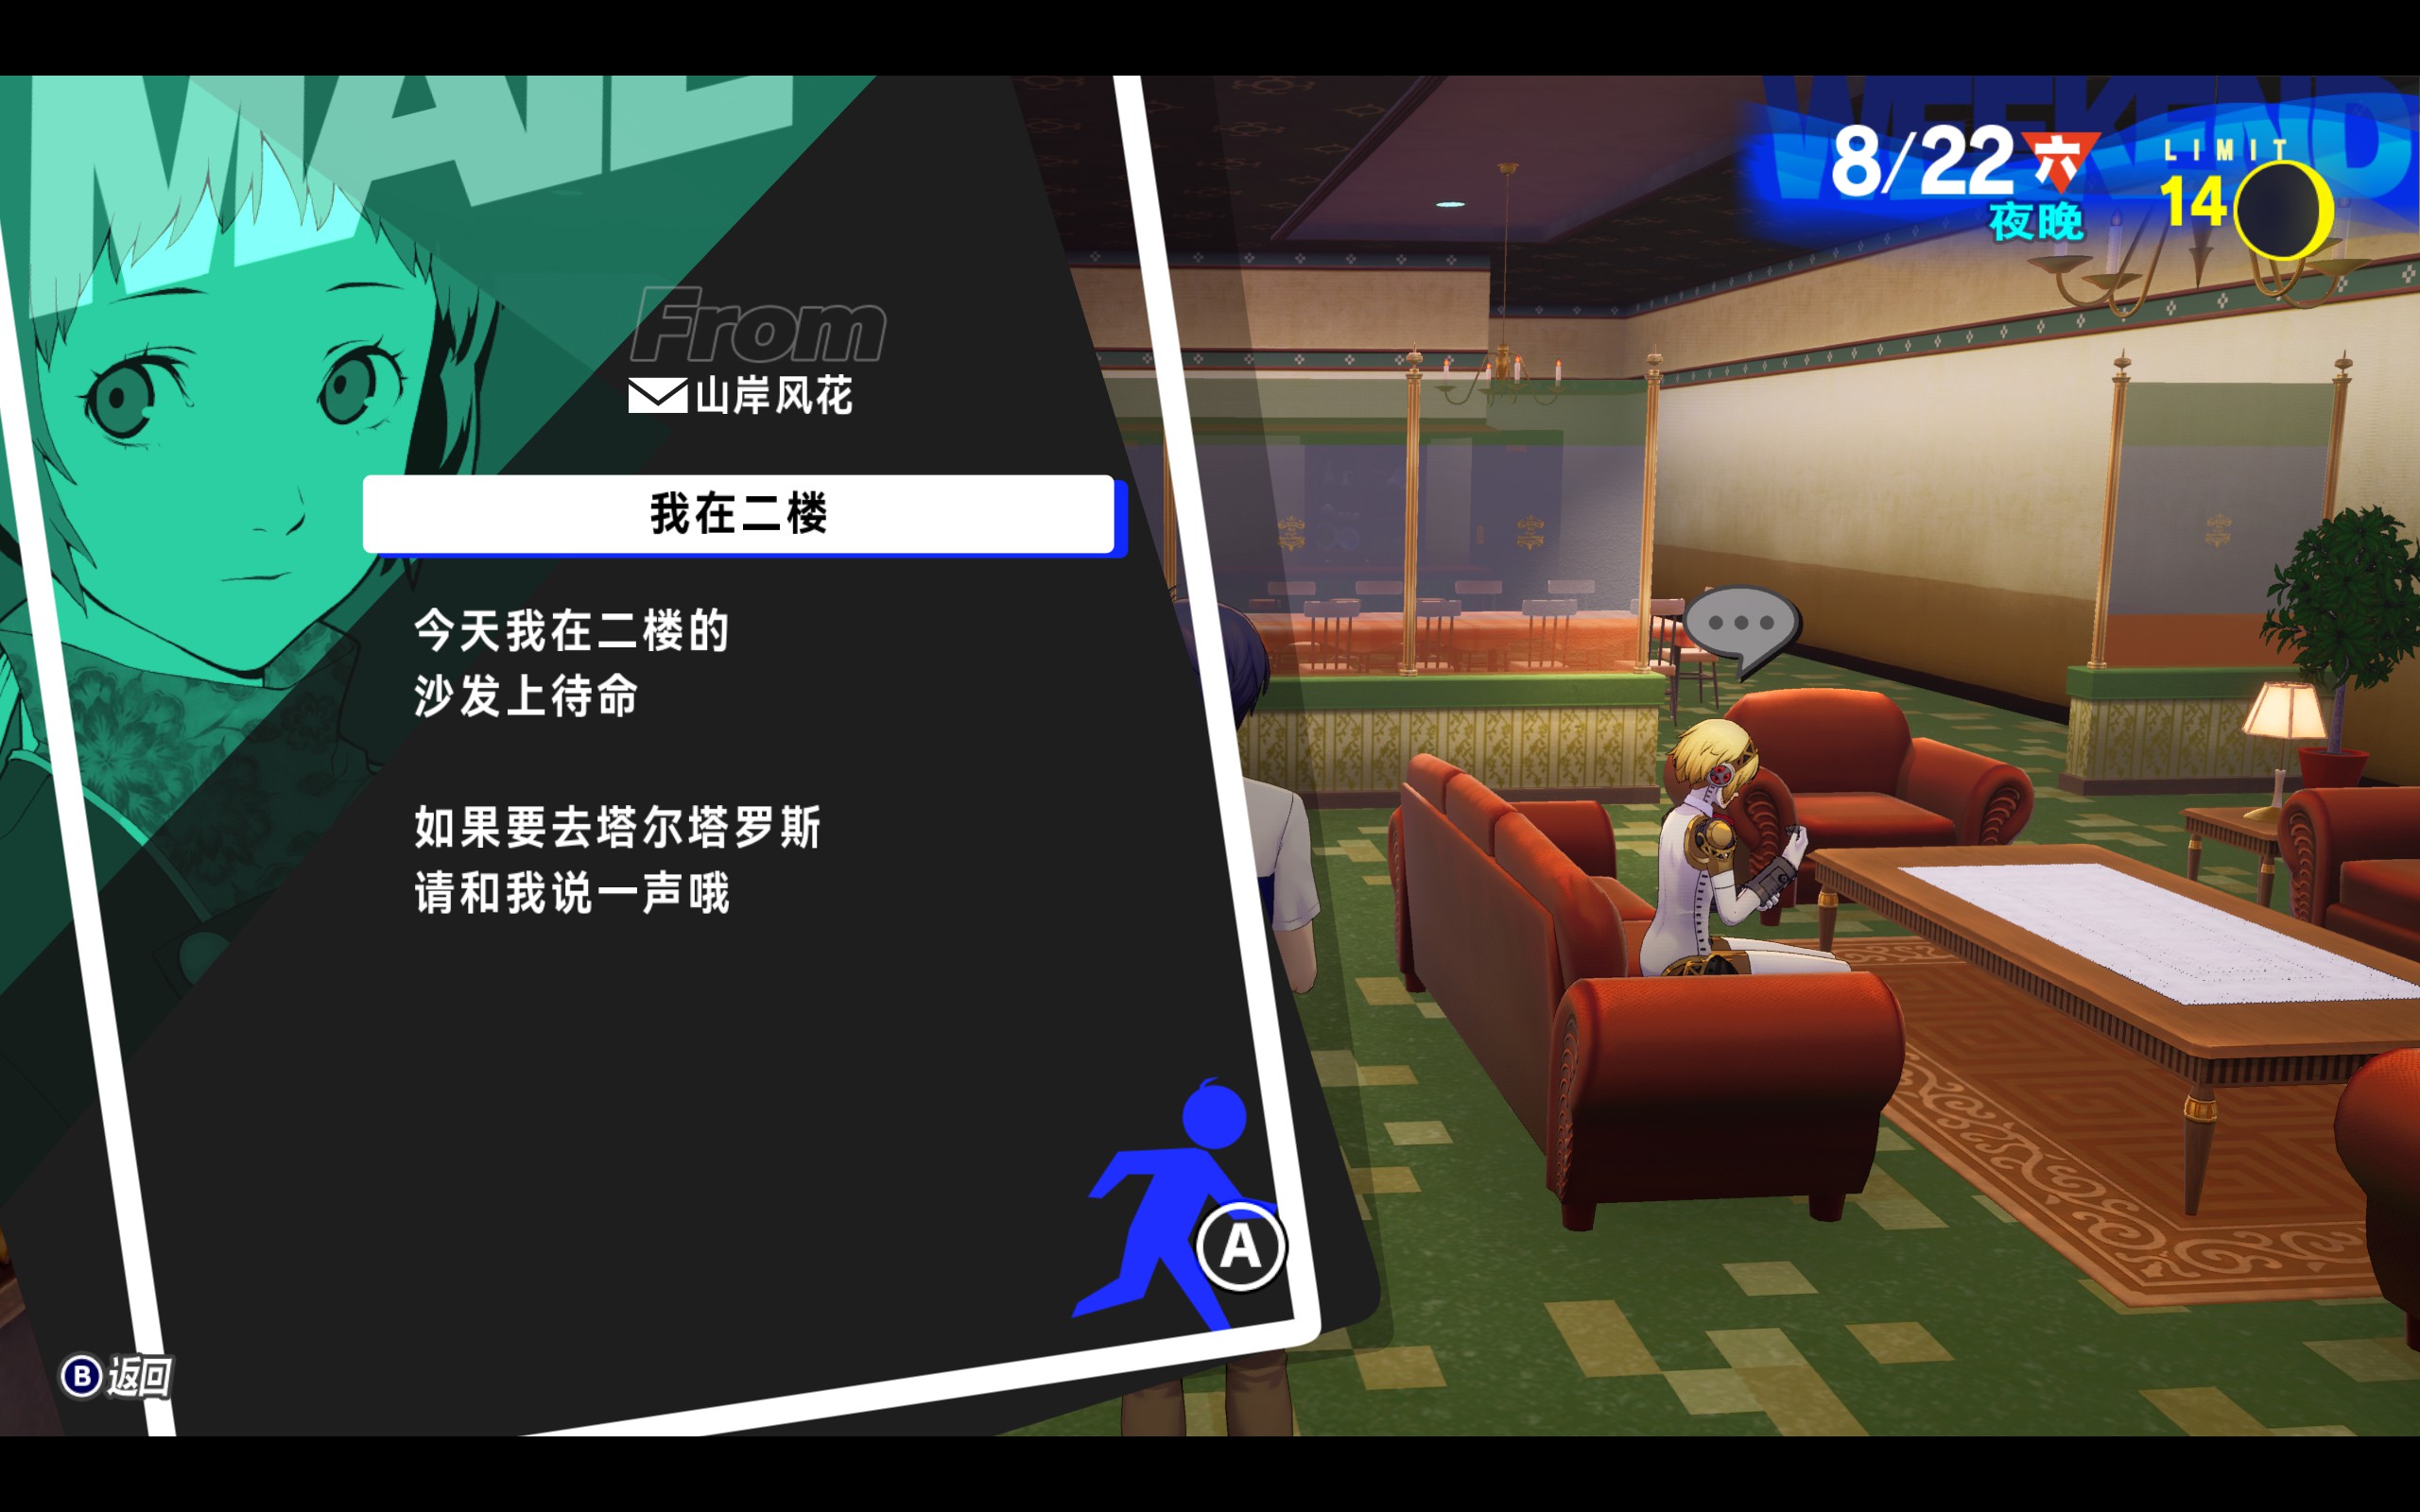 MAIL
WEEKEND
8/22 六
夜晚
LIMIT
14
From
山岸风花
我在二楼
今天我在二楼的
沙发上待命
如果要去塔尔塔罗斯
请和我说一声哦
A
B 返回